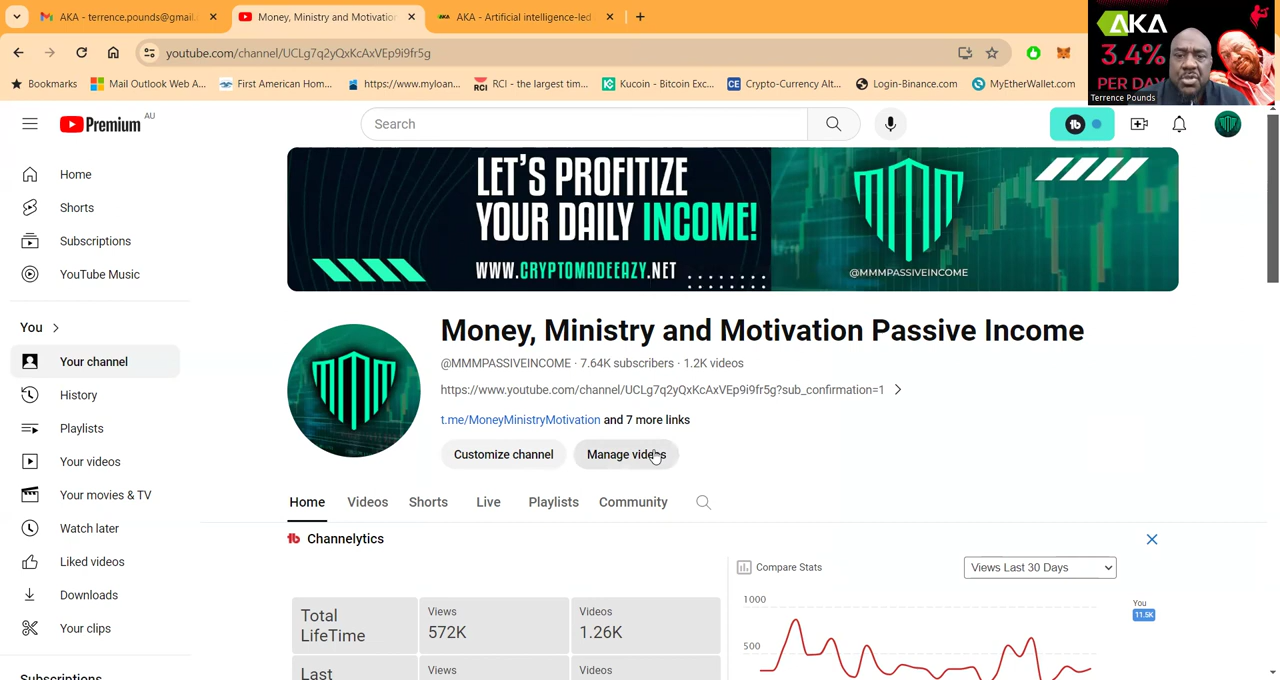 AKA - terrence.pounds@gmail.
Money, Ministry and Motivation
AKA - Artificial intelligence-led
youtube.com/channel/UCLg7q2yQxKcAxVEp9i9fr5g
Bookmarks
Mail Outlook Web A...
First American Hom...
https://www.myloan...
RCI - the largest tim...
Kucoin - Bitcoin Exc...
Crypto-Currency Alt...
Login-Binance.com
MyEtherWallet.com
AKA
3.4%
PER DAY
Terrence Pounds
Premium AU
Search
LET'S PROFITIZE
YOUR DAILY INCOME!
WWW.CRYPTOMADEEAZY.NET
@MMMPASSIVEINCOME
Home
Shorts
Subscriptions
YouTube Music
You
Your channel
History
Playlists
Your videos
Your movies & TV
Watch later
Liked videos
Downloads
Your clips
Subscriptions
Money, Ministry and Motivation Passive Income
@MMMPASSIVEINCOME · 7.64K subscribers · 1.2K videos
https://www.youtube.com/channel/UCLg7q2yQxKcAxVEp9i9fr5g?sub_confirmation=1
t.me/MoneyMinistryMotivation and 7 more links
Customize channel
Manage videos
Home
Videos
Shorts
Live
Playlists
Community
tb Channelytics
Compare Stats
Views Last 30 Days
Total
LifeTime
Views
572K
Videos
1.26K
Last
Views
Videos
1000
500
You
11.5K